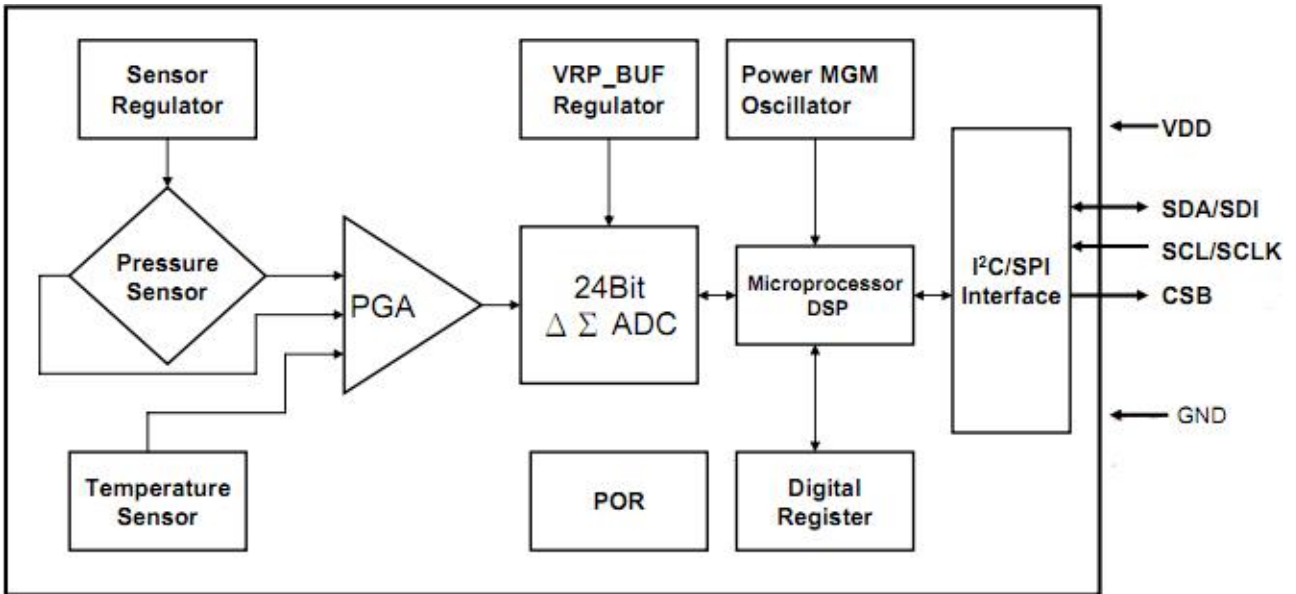 Sensor
Regulator
VRP_BUF
Regulator
Power MGM
Oscillator
VDD
Pressure
Sensor
PGA
24Bit
Δ Σ ADC
Microprocessor
DSP
I²C/SPI
Interface
SDA/SDI
SCL/SCLK
CSB
GND
Temperature
Sensor
POR
Digital
Register